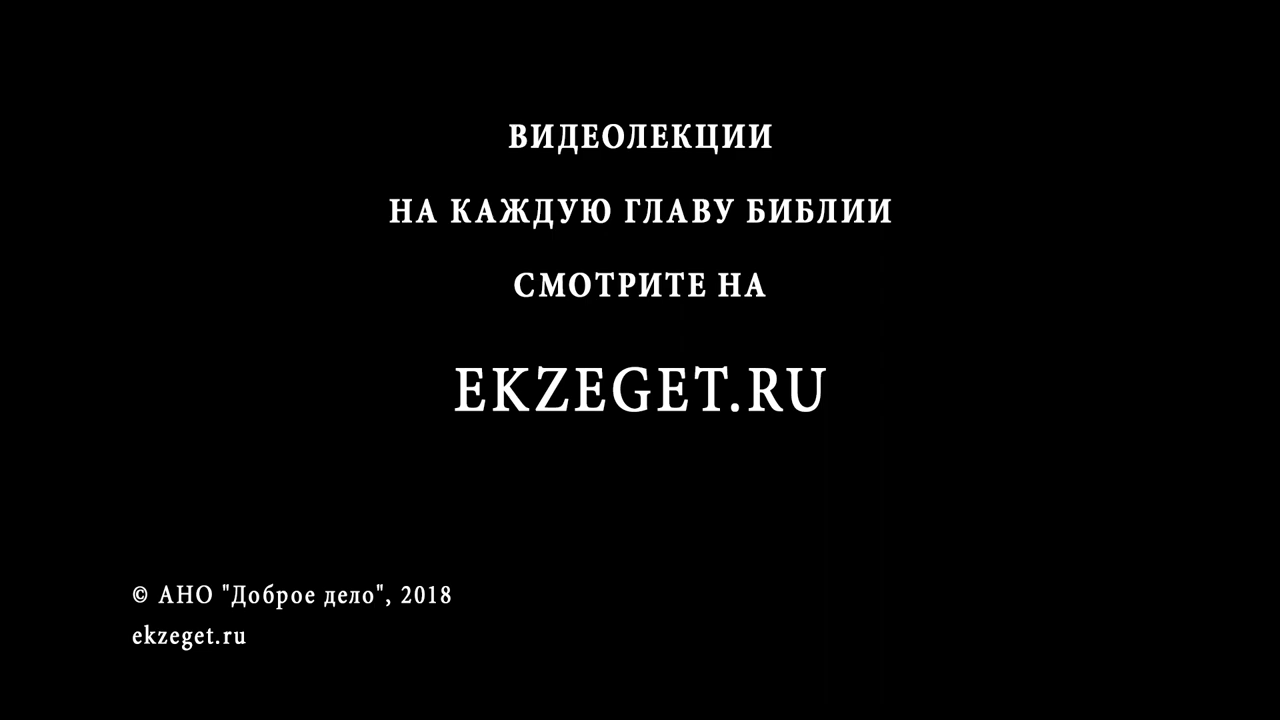 ВИДЕОЛЕКЦИИ
НА КАЖДУЮ ГЛАВУ БИБЛИИ
СМОТРИТЕ НА
EKZEGET.RU
© АНО "Доброе дело", 2018
ekzeget.ru